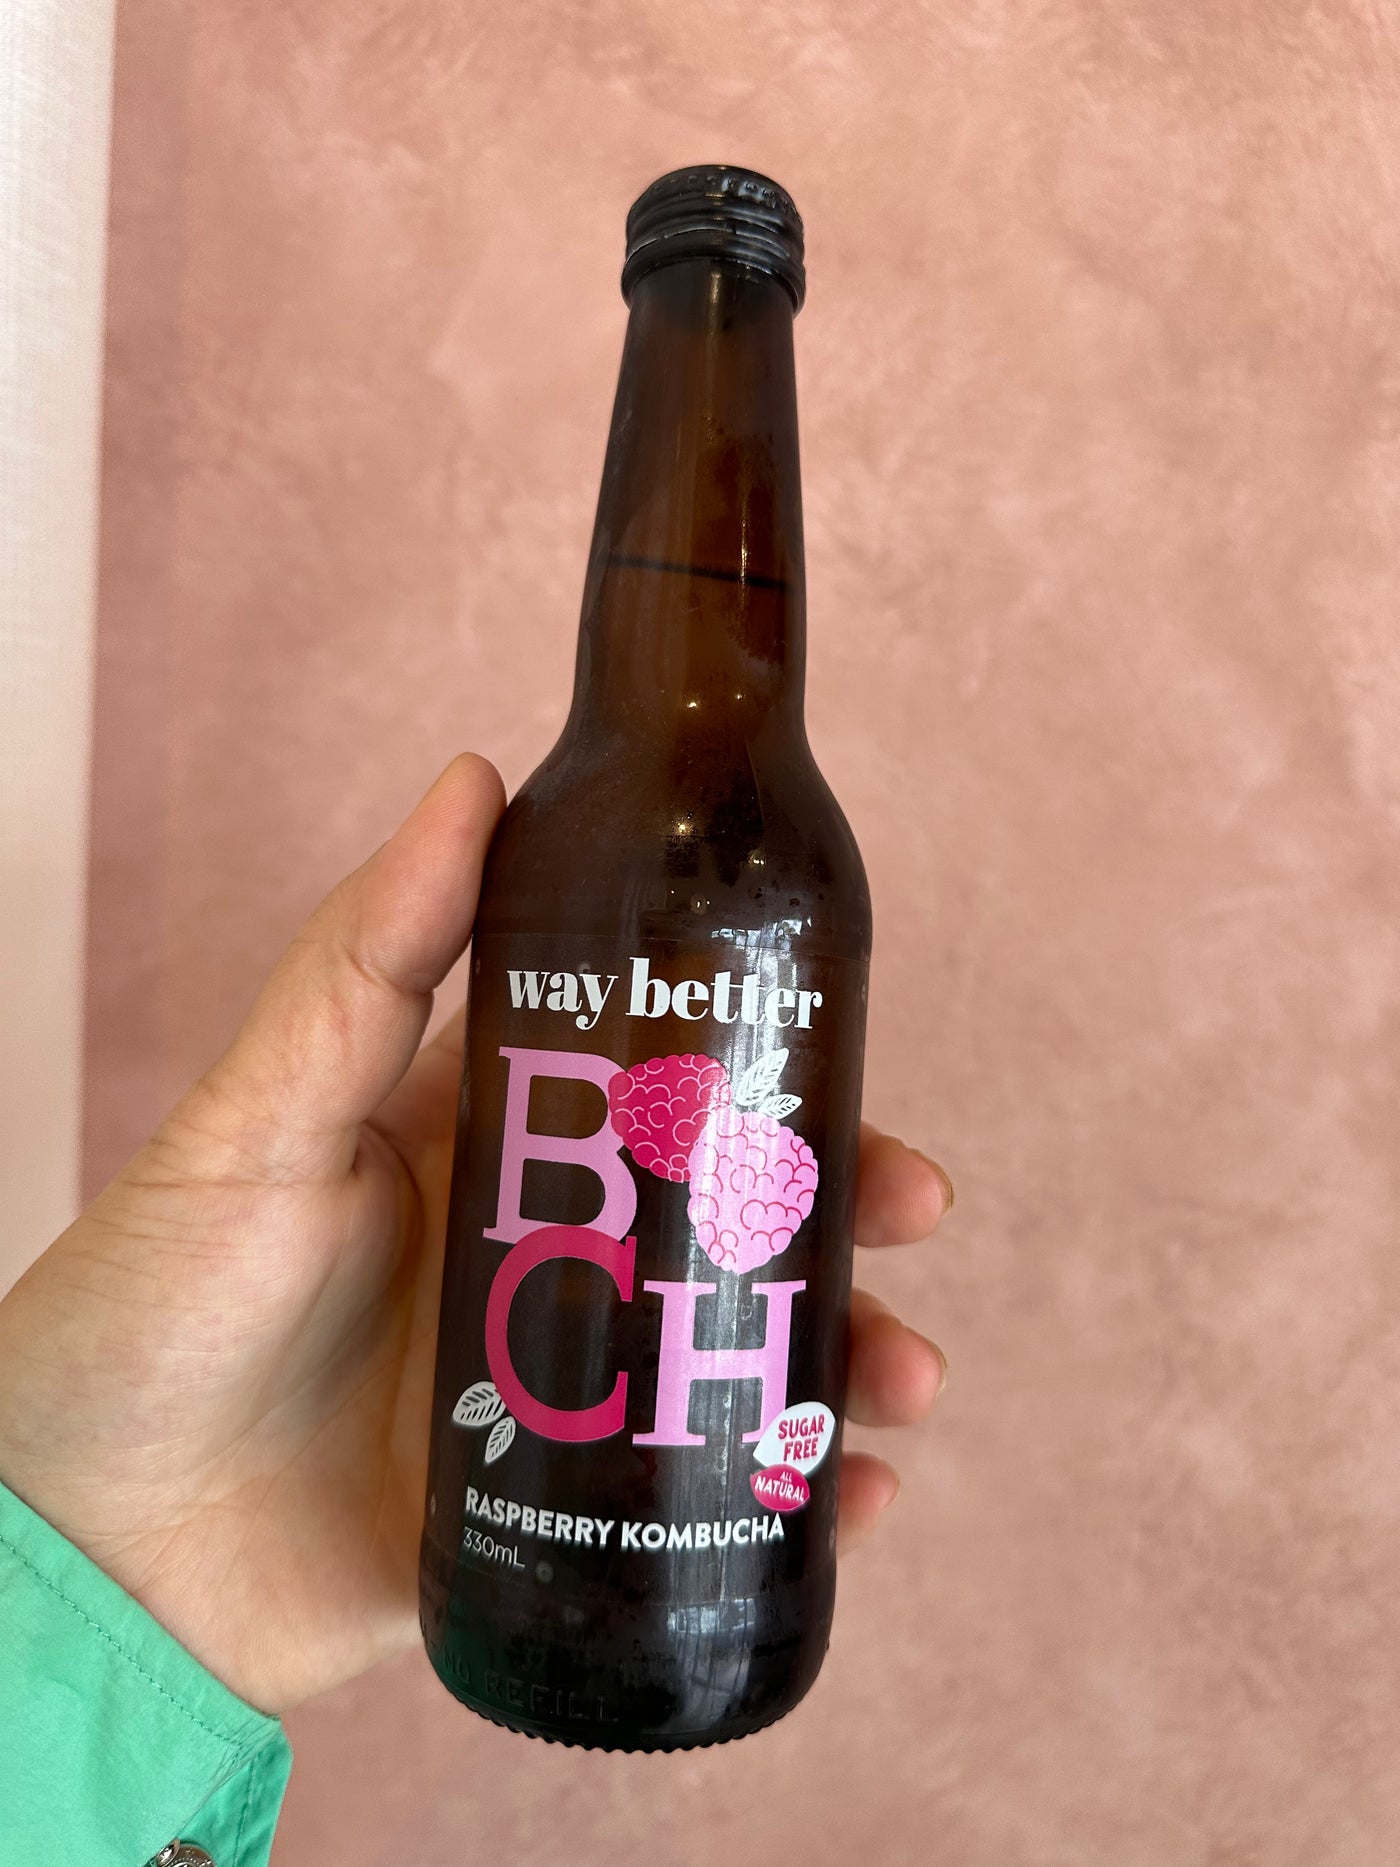 way better
B
CH
SUGAR
FREE
ALL
NATURAL
RASPBERRY KOMBUCHA
330mL
NO REFILL